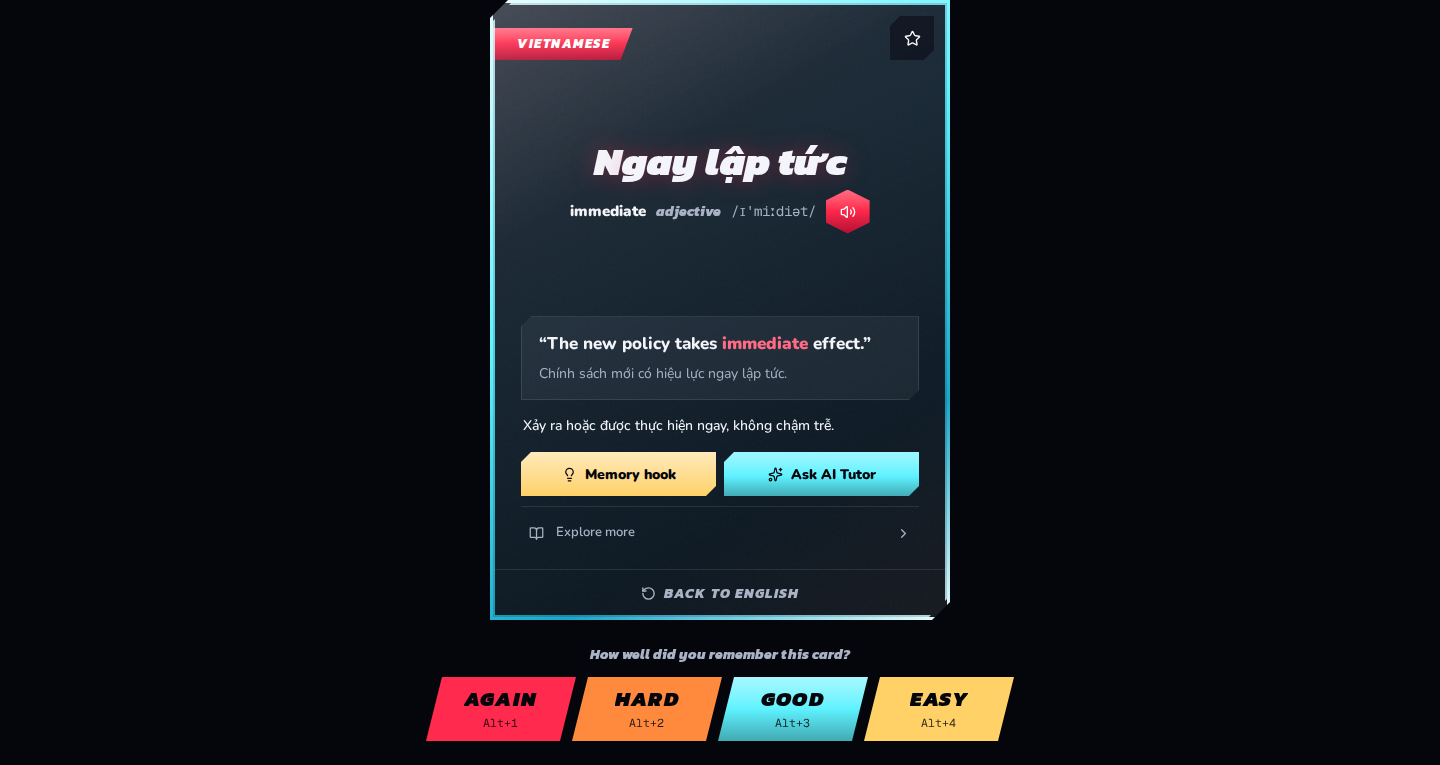 VIETNAMESE
Ngay lập tức
immediate adjective /ɪˈmiːdiət/
“The new policy takes immediate effect.”
Chính sách mới có hiệu lực ngay lập tức.
Xảy ra hoặc được thực hiện ngay, không chậm trễ.
Memory hook Ask AI Tutor
Explore more
BACK TO ENGLISH
How well did you remember this card?
AGAIN HARD GOOD EASY
Alt+1 Alt+2 Alt+3 Alt+4